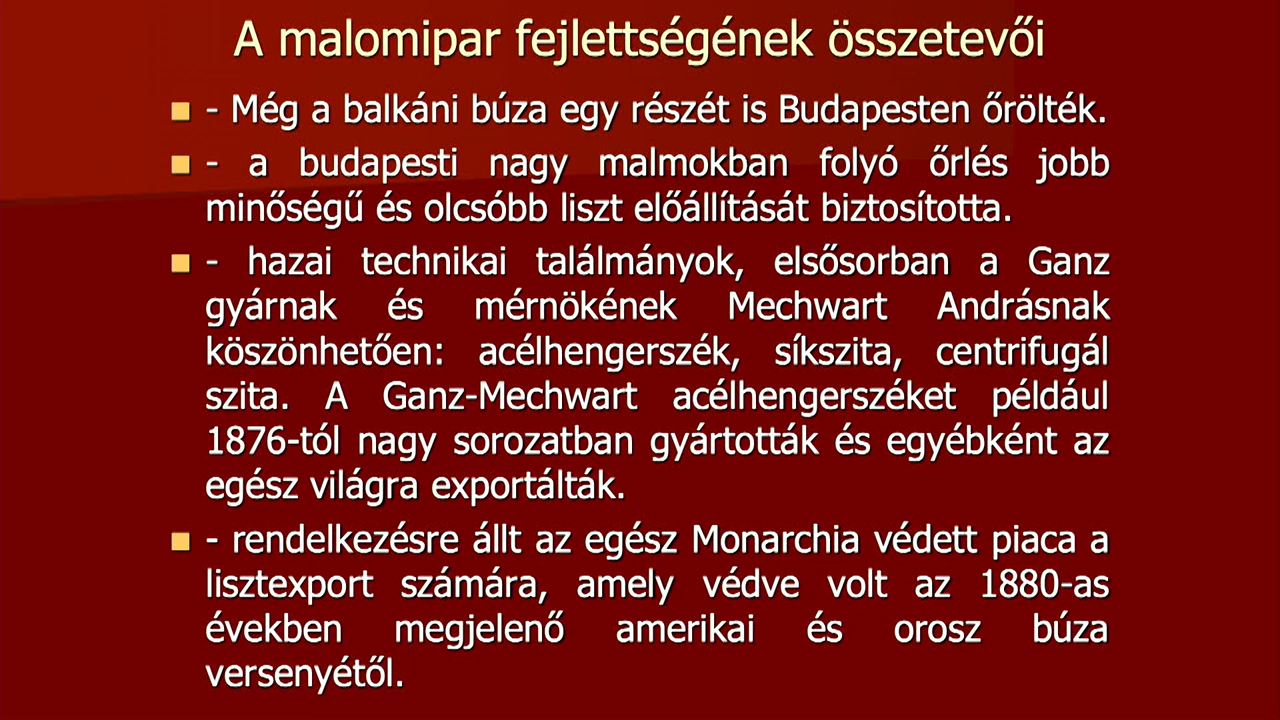 A malomipar fejlettségének összetevői
- Még a balkáni búza egy részét is Budapesten őrölték.
- a budapesti nagy malmokban folyó őrlés jobb
minőségű és olcsóbb liszt előállítását biztosította.
- hazai technikai találmányok, elsősorban a Ganz
gyárnak és mérnökének Mechwart Andrásnak
köszönhetően: acélhengerszék, síkszita, centrifugál
szita. A Ganz-Mechwart acélhengerszéket például
1876-tól nagy sorozatban gyártották és egyébként az
egész világra exportálták.
- rendelkezésre állt az egész Monarchia védett piaca a
lisztexport számára, amely védve volt az 1880-as
években megjelenő amerikai és orosz búza
versenyétől.